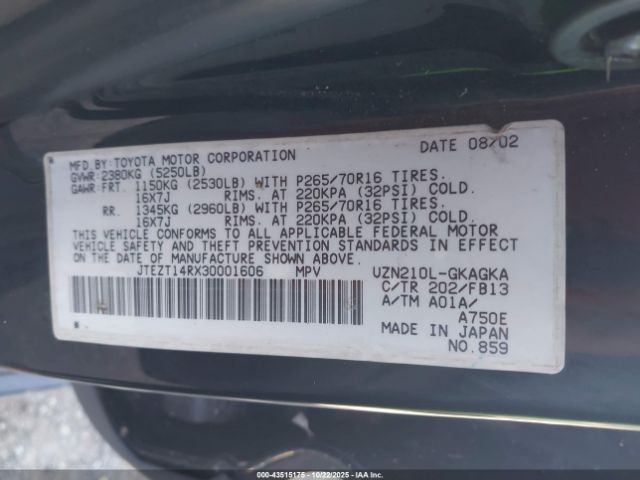 MFD.BY:TOYOTA MOTOR CORPORATION DATE 08/02
GVWR:2380KG (5250LB)
GAWR:FRT. 1150KG (2530LB) WITH P265/70R16 TIRES.
16X7J RIMS. AT 220KPA (32PSI) COLD.
RR. 1345KG (2960LB) WITH P265/70R16 TIRES.
16X7J RIMS. AT 220KPA (32PSI) COLD.
THIS VEHICLE CONFORMS TO ALL APPLICABLE FEDERAL MOTOR
VEHICLE SAFETY AND THEFT PREVENTION STANDARDS IN EFFECT
ON THE DATE OF MANUFACTURE SHOWN ABOVE.
JTEZT14RX30001606 MPV UZN210L-GKAGKA
C/TR 202/FB13
A/TM A01A/
A750E
MADE IN JAPAN
NO.859
000-43515175 - 10/22/2025 - IAAI.COM